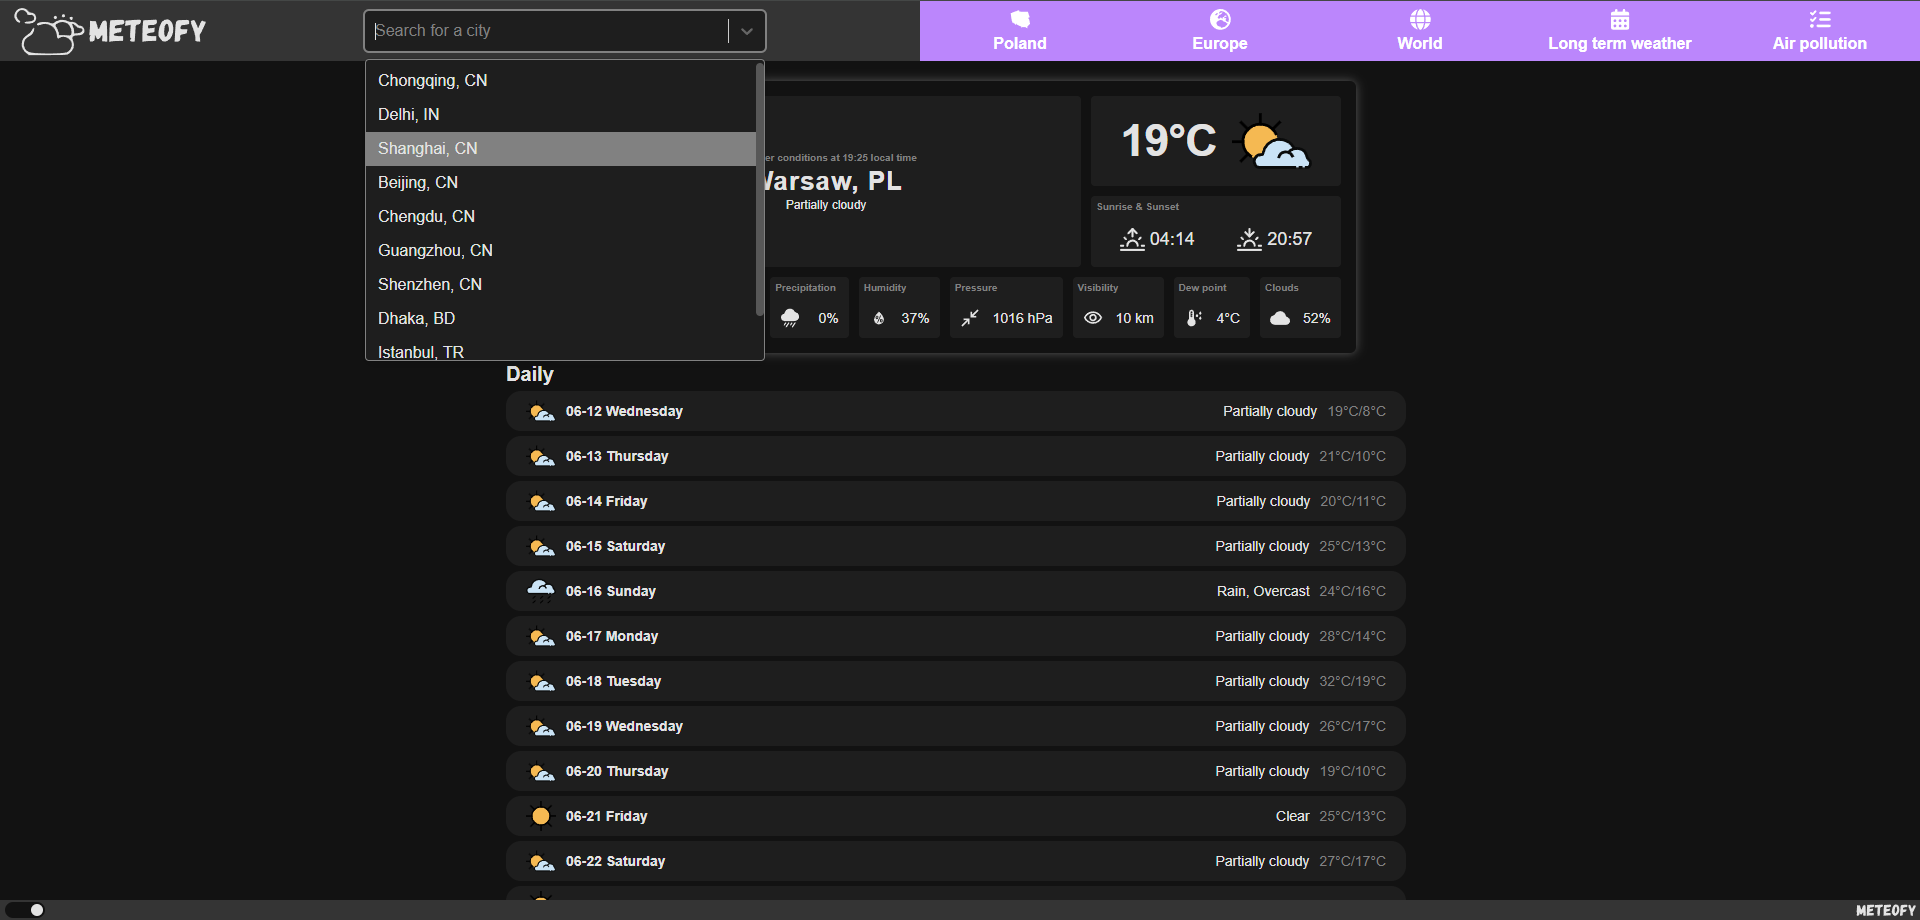 METEOFY
Search for a city
Poland
Europe
World
Long term weather
Air pollution
Chongqing, CN
Delhi, IN
Shanghai, CN
Beijing, CN
Chengdu, CN
Guangzhou, CN
Shenzhen, CN
Dhaka, BD
Istanbul, TR
er conditions at 19:25 local time
Warsaw, PL
Partially cloudy
19°C
Sunrise & Sunset
04:14 20:57
Precipitation
0%
Humidity
37%
Pressure
1016 hPa
Visibility
10 km
Dew point
4°C
Clouds
52%
Daily
06-12 Wednesday Partially cloudy 19°C/8°C
06-13 Thursday Partially cloudy 21°C/10°C
06-14 Friday Partially cloudy 20°C/11°C
06-15 Saturday Partially cloudy 25°C/13°C
06-16 Sunday Rain, Overcast 24°C/16°C
06-17 Monday Partially cloudy 28°C/14°C
06-18 Tuesday Partially cloudy 32°C/19°C
06-19 Wednesday Partially cloudy 26°C/17°C
06-20 Thursday Partially cloudy 19°C/10°C
06-21 Friday Clear 25°C/13°C
06-22 Saturday Partially cloudy 27°C/17°C
METEOFY